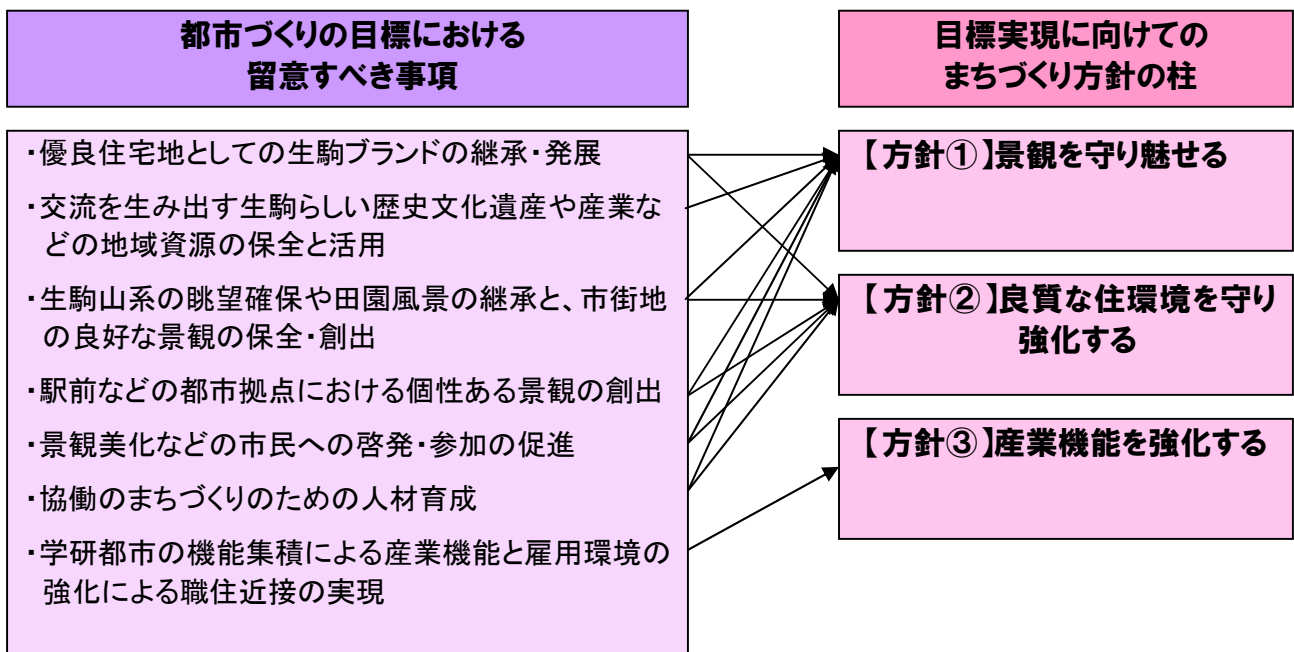 都市づくりの目標における
留意すべき事項
目標実現に向けての
まちづくり方針の柱
・優良住宅地としての生駒ブランドの継承・発展
・交流を生み出す生駒らしい歴史文化遺産や産業な
どの地域資源の保全と活用
・生駒山系の眺望確保や田園風景の継承と、市街地
の良好な景観の保全・創出
・駅前などの都市拠点における個性ある景観の創出
・景観美化などの市民への啓発・参加の促進
・協働のまちづくりのための人材育成
・学研都市の機能集積による産業機能と雇用環境の
強化による職住近接の実現
【方針①】景観を守り魅せる
【方針②】良質な住環境を守り
強化する
【方針③】産業機能を強化する